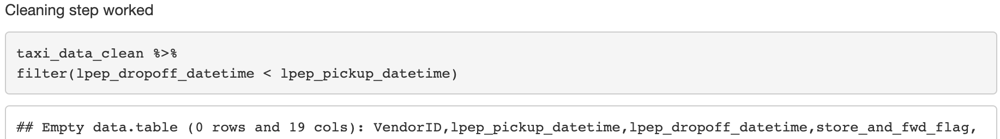 Cleaning step worked
taxi_data_clean %>%
filter(lpep_dropoff_datetime < lpep_pickup_datetime)
## Empty data.table (0 rows and 19 cols): VendorID,lpep_pickup_datetime,lpep_dropoff_datetime,store_and_fwd_flag,